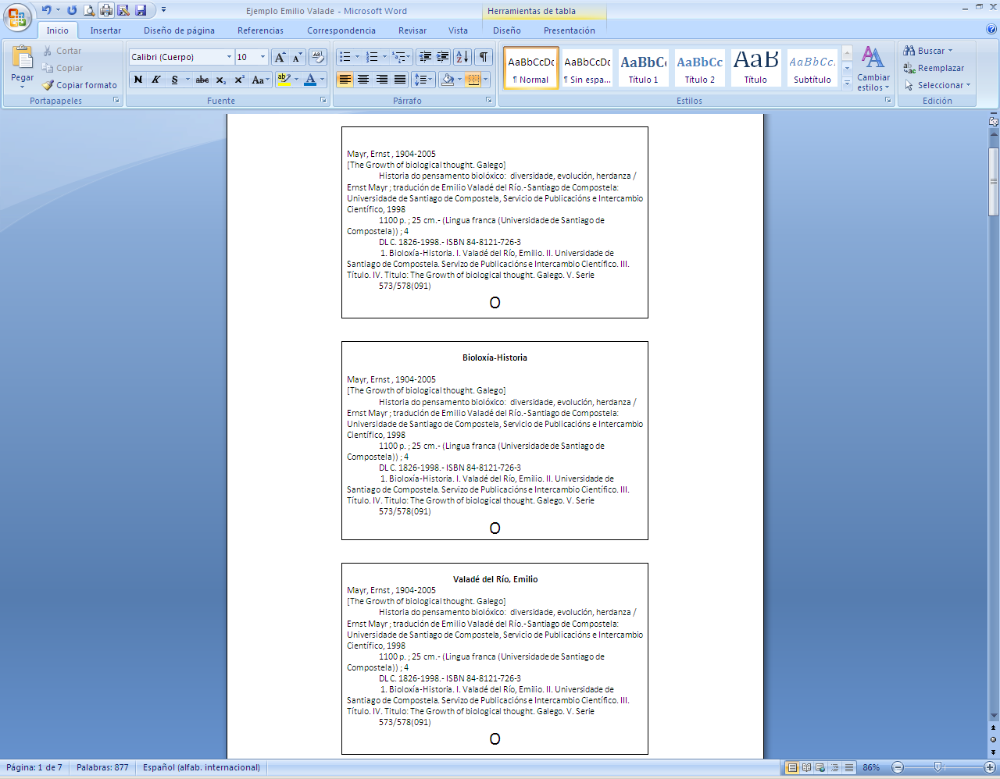 Ejemplo Emilio Valade - Microsoft Word
Herramientas de tabla
Inicio
Insertar
Diseño de página
Referencias
Correspondencia
Revisar
Vista
Diseño
Presentación
Pegar
Cortar
Copiar
Copiar formato
Portapapeles
Calibri (Cuerpo)
10
N K S abc x₂ x² Aa
Fuente
Párrafo
AaBbCcDc
¶ Normal
AaBbCcDc
¶ Sin espa...
AaBbCc
Título 1
AaBbCc
Título 2
AaB
Título
AaBbCc.
Subtítulo
Cambiar
estilos
Estilos
Buscar
Reemplazar
Seleccionar
Edición
Mayr, Ernst , 1904-2005
[The Growth of biological thought. Galego]
Historia do pensamento biolóxico: diversidade, evolución, herdanza /
Ernst Mayr ; tradución de Emilio Valadé del Río.- Santiago de Compostela:
Universidade de Santiago de Compostela, Servicio de Publicacións e Intercambio
Científico, 1998
1100 p. ; 25 cm.- (Lingua franca (Universidade de Santiago de
Compostela)) ; 4
DL C. 1826-1998.- ISBN 84-8121-726-3
1. Bioloxía-Historia. I. Valadé del Río, Emilio. II. Universidade de
Santiago de Compostela. Servizo de Publicacións e Intercambio Científico. III.
Título. IV. Titulo: The Growth of biological thought. Galego. V. Serie
573/578(091)
O
Bioloxía-Historia
Mayr, Ernst , 1904-2005
[The Growth of biological thought. Galego]
Historia do pensamento biolóxico: diversidade, evolución, herdanza /
Ernst Mayr ; tradución de Emilio Valadé del Río.- Santiago de Compostela:
Universidade de Santiago de Compostela, Servicio de Publicacións e Intercambio
Científico, 1998
1100 p. ; 25 cm.- (Lingua franca (Universidade de Santiago de
Compostela)) ; 4
DL C. 1826-1998.- ISBN 84-8121-726-3
1. Bioloxía-Historia. I. Valadé del Río, Emilio. II. Universidade de
Santiago de Compostela. Servizo de Publicacións e Intercambio Científico. III.
Título. IV. Titulo: The Growth of biological thought. Galego. V. Serie
573/578(091)
O
Valadé del Río, Emilio
Mayr, Ernst , 1904-2005
[The Growth of biological thought. Galego]
Historia do pensamento biolóxico: diversidade, evolución, herdanza /
Ernst Mayr ; tradución de Emilio Valadé del Río.- Santiago de Compostela:
Universidade de Santiago de Compostela, Servicio de Publicacións e Intercambio
Científico, 1998
1100 p. ; 25 cm.- (Lingua franca (Universidade de Santiago de
Compostela)) ; 4
DL C. 1826-1998.- ISBN 84-8121-726-3
1. Bioloxía-Historia. I. Valadé del Río, Emilio. II. Universidade de
Santiago de Compostela. Servizo de Publicacións e Intercambio Científico. III.
Título. IV. Titulo: The Growth of biological thought. Galego. V. Serie
573/578(091)
O
Página: 1 de 7
Palabras: 877
Español (alfab. internacional)
86%